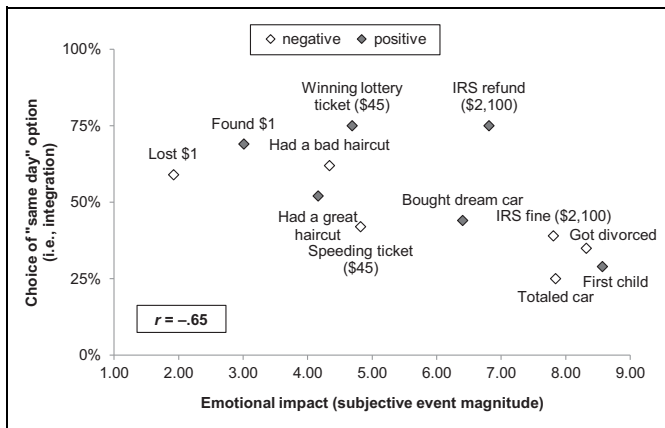 negative
positive
100%
75%
50%
25%
0%
Choice of "same day" option
(i.e., integration)
Winning lottery
ticket ($45)
IRS refund
($2,100)
Found $1
Lost $1
Had a bad haircut
Had a great
haircut
Speeding ticket
($45)
Bought dream car
IRS fine ($2,100)
Got divorced
Totaled car
First child
r = –.65
1.00
2.00
3.00
4.00
5.00
6.00
7.00
8.00
9.00
Emotional impact (subjective event magnitude)